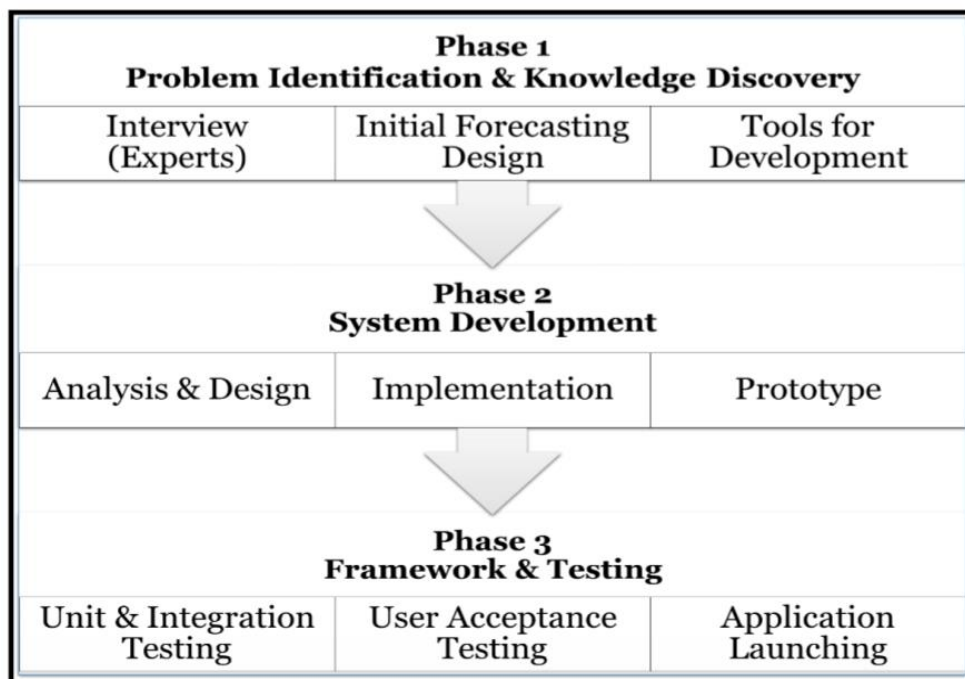 Phase 1
Problem Identification & Knowledge Discovery
Interview
(Experts)
Initial Forecasting
Design
Tools for
Development
Phase 2
System Development
Analysis & Design
Implementation
Prototype
Phase 3
Framework & Testing
Unit & Integration
Testing
User Acceptance
Testing
Application
Launching